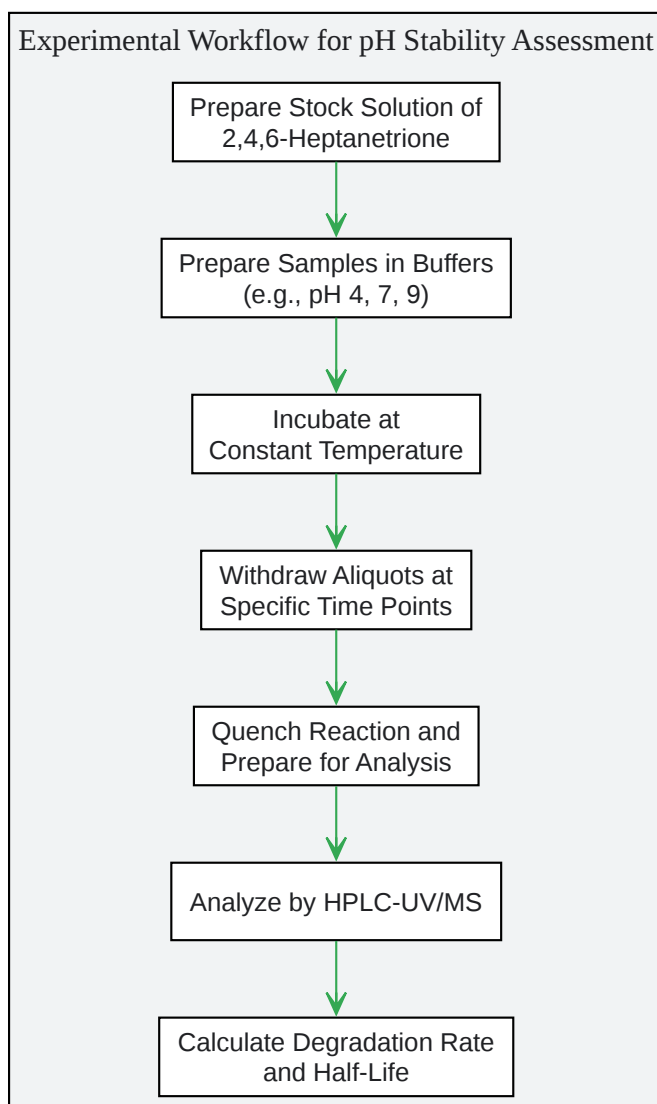 Experimental Workflow for pH Stability Assessment
Prepare Stock Solution of
2,4,6-Heptanetrione
Prepare Samples in Buffers
(e.g., pH 4, 7, 9)
Incubate at
Constant Temperature
Withdraw Aliquots at
Specific Time Points
Quench Reaction and
Prepare for Analysis
Analyze by HPLC-UV/MS
Calculate Degradation Rate
and Half-Life